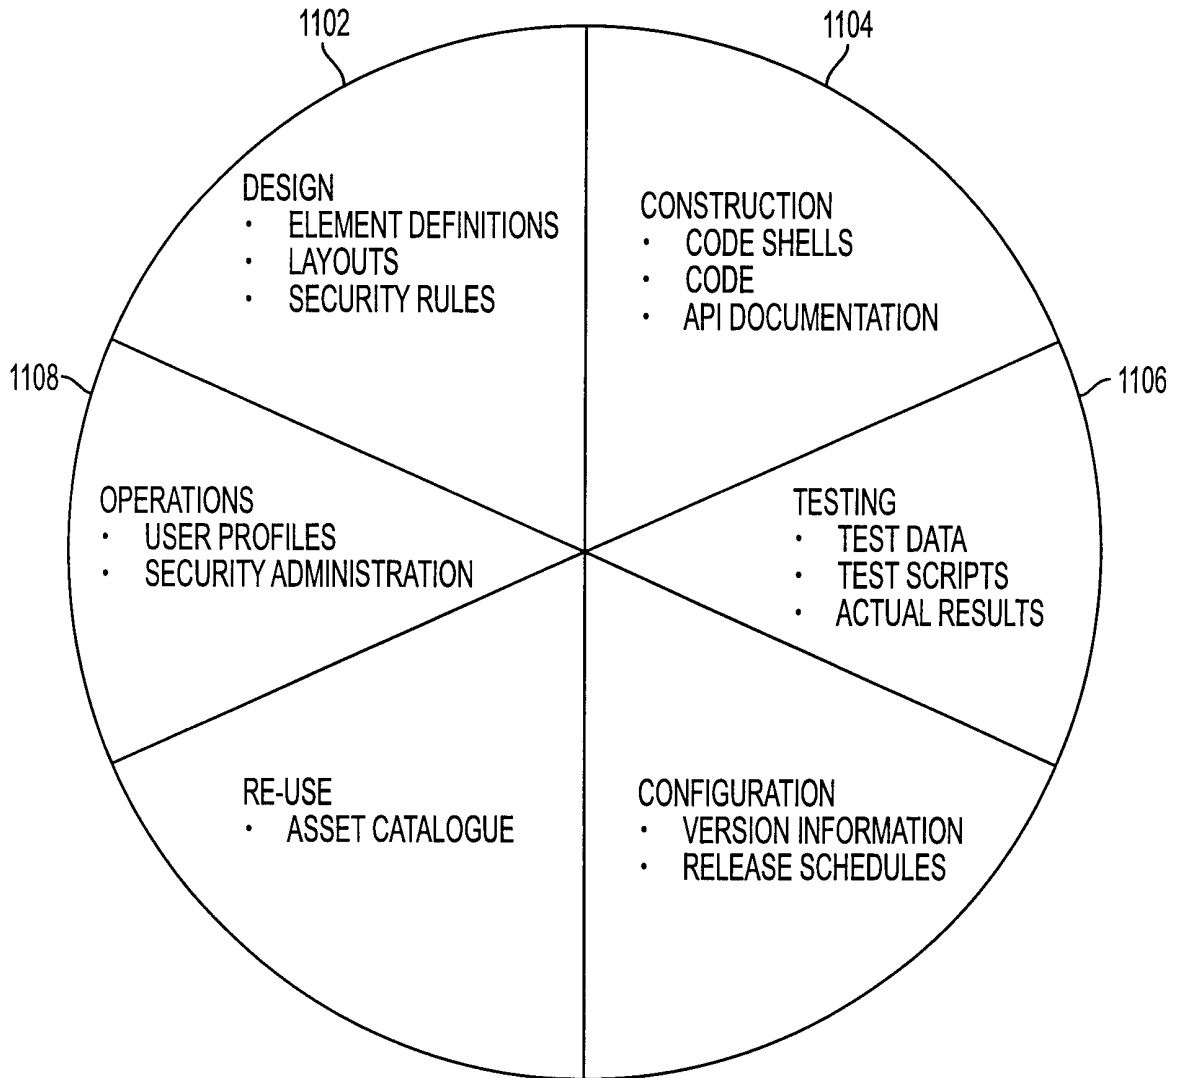 1102
1104
DESIGN
· ELEMENT DEFINITIONS
· LAYOUTS
· SECURITY RULES
CONSTRUCTION
· CODE SHELLS
· CODE
· API DOCUMENTATION
1108
1106
OPERATIONS
· USER PROFILES
· SECURITY ADMINISTRATION
TESTING
· TEST DATA
· TEST SCRIPTS
· ACTUAL RESULTS
RE-USE
· ASSET CATALOGUE
CONFIGURATION
· VERSION INFORMATION
· RELEASE SCHEDULES